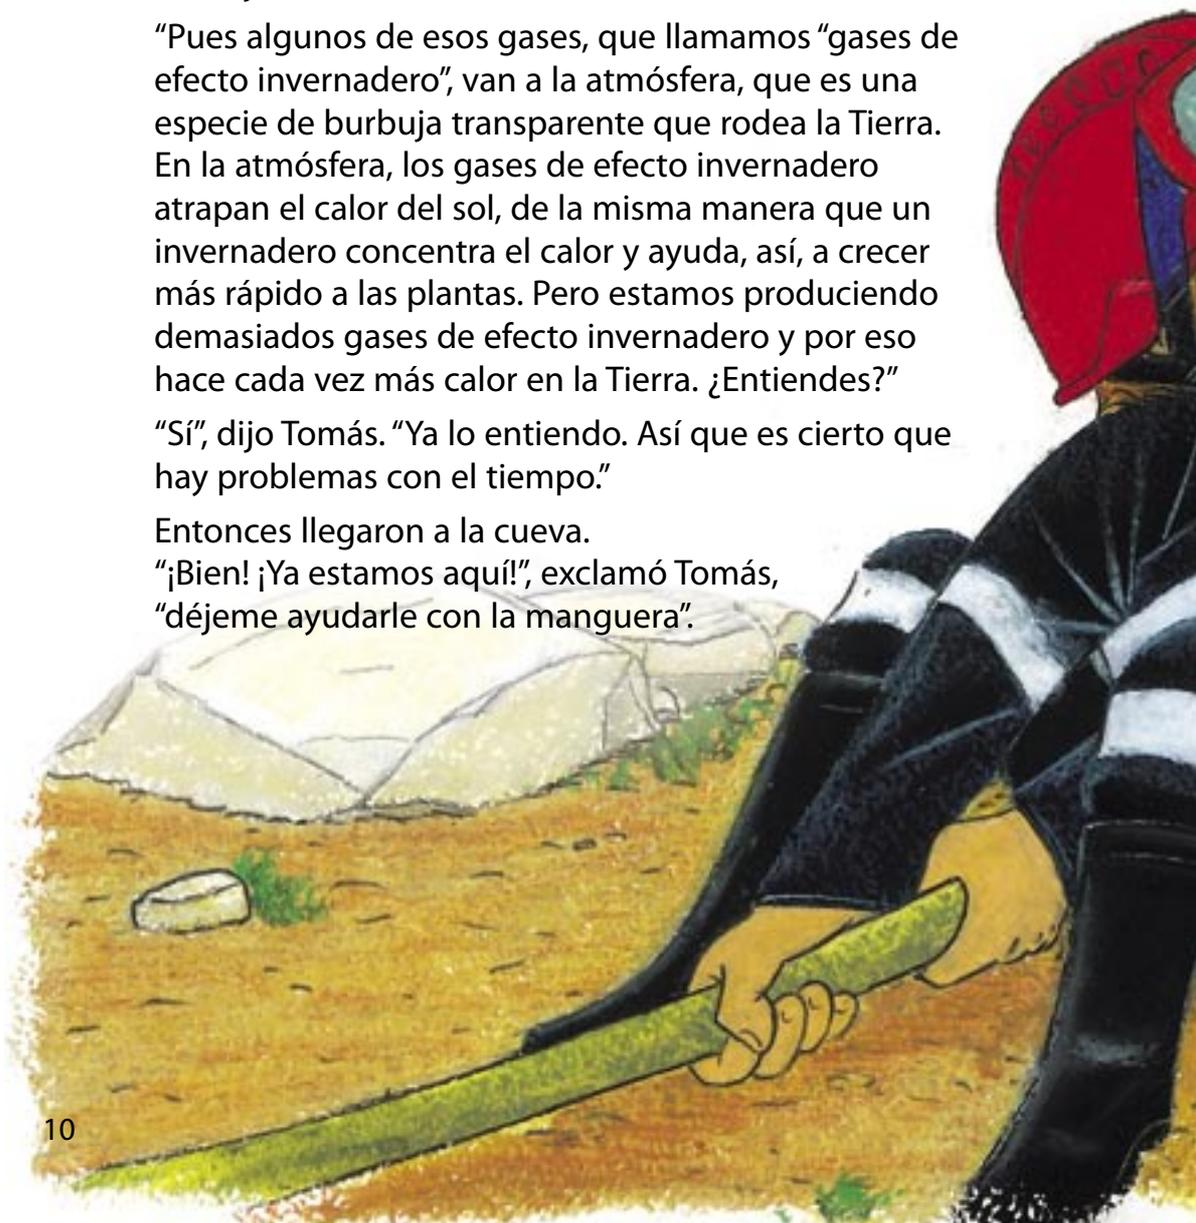 “Pues algunos de esos gases, que llamamos “gases de
efecto invernadero”, van a la atmósfera, que es una
especie de burbuja transparente que rodea la Tierra.
En la atmósfera, los gases de efecto invernadero
atrapan el calor del sol, de la misma manera que un
invernadero concentra el calor y ayuda, así, a crecer
más rápido a las plantas. Pero estamos produciendo
demasiados gases de efecto invernadero y por eso
hace cada vez más calor en la Tierra. ¿Entiendes?”
“Sí”, dijo Tomás. “Ya lo entiendo. Así que es cierto que
hay problemas con el tiempo.”
Entonces llegaron a la cueva.
“¡Bien! ¡Ya estamos aquí!”, exclamó Tomás,
“déjeme ayudarle con la manguera”.
10